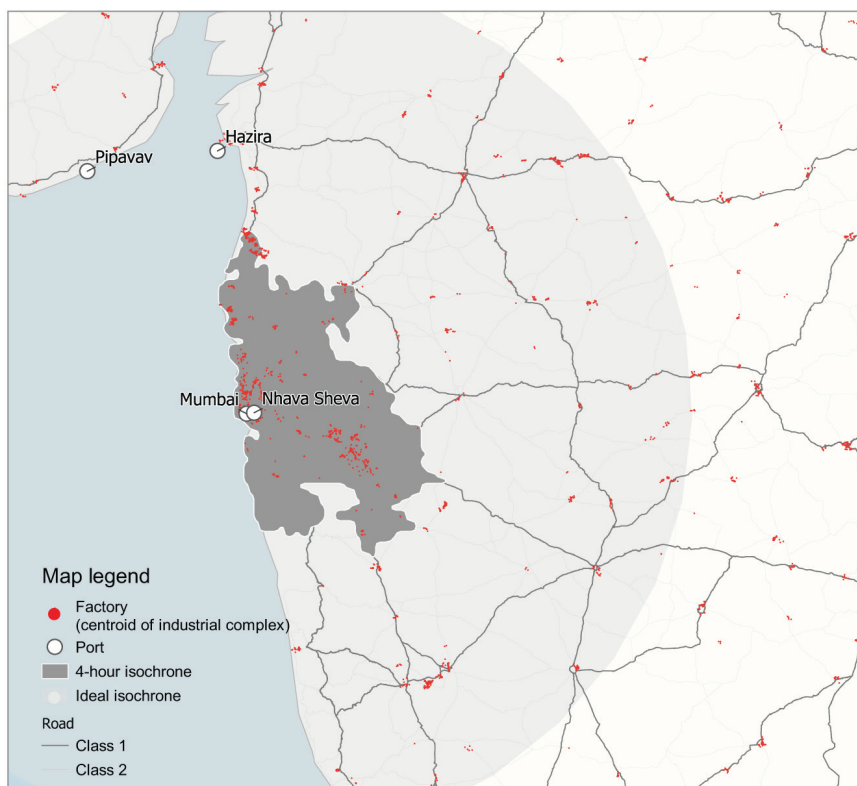 Hazira
Pipavav
Mumbai
Nhava Sheva
Map legend
Factory
(centroid of industrial complex)
Port
4-hour isochrone
Ideal isochrone
Road
Class 1
Class 2